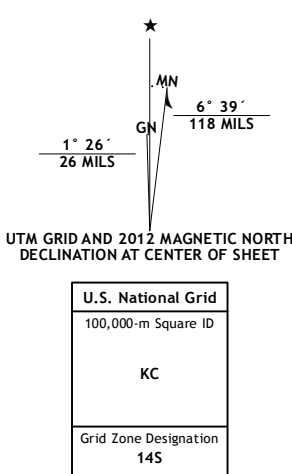 ★
MN
6° 39´
118 MILS
GN
1° 26´
26 MILS
UTM GRID AND 2012 MAGNETIC NORTH
DECLINATION AT CENTER OF SHEET
U.S. National Grid
100,000-m Square ID
KC
Grid Zone Designation
14S